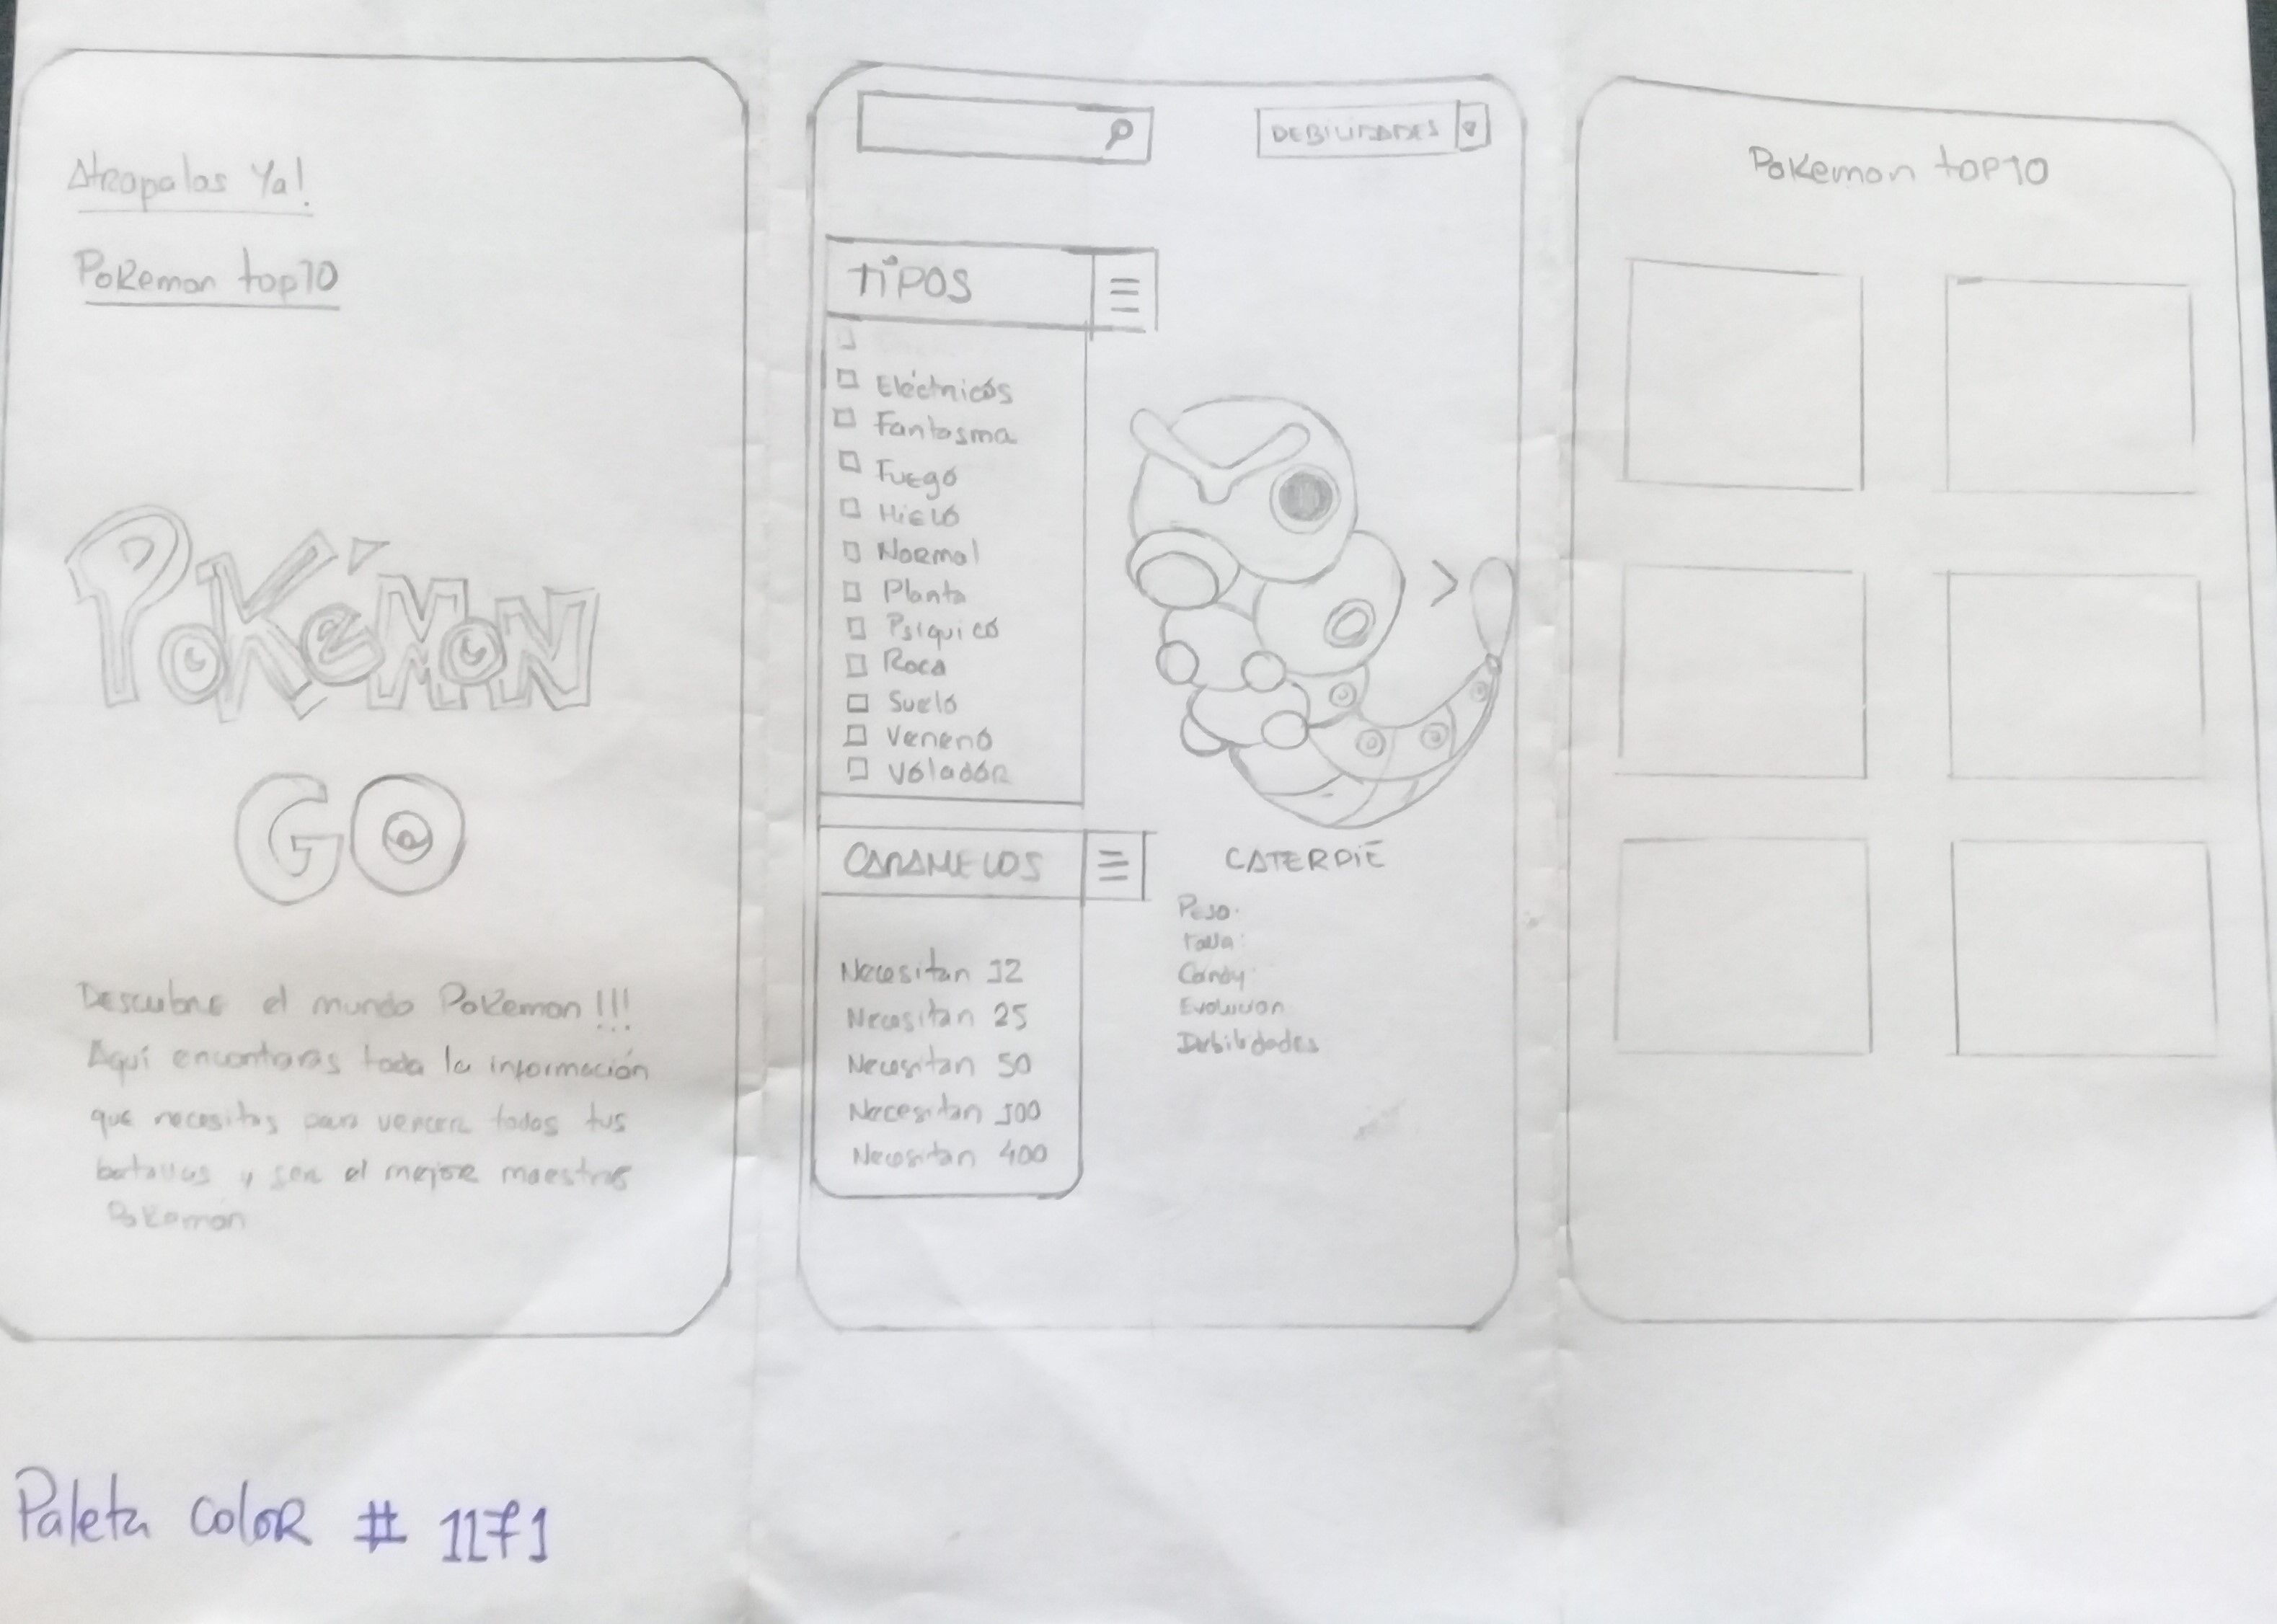 Atrapalos Ya!
Pokemon top10
POKéMON
GO
Descubre el mundo Pokemon!!!
Aquí encontraras toda la información
que necesitas para vencer todas tus
batallas y ser el mejor maestro
Pokemon
DEBILIDADES
TiPOS
Eléctricos
Fantasma
Fuego
Hielo
Normal
Planta
Psiquico
Roca
Suelo
Veneno
Volador
CARAMELOS
Necesitan 12
Necesitan 25
Necesitan 50
Necesitan 100
Necesitan 400
>
CATERPIE
Peso:
talla:
Candy:
Evolucion
Debilidades
Pokemon top10
Paleta color # 1171